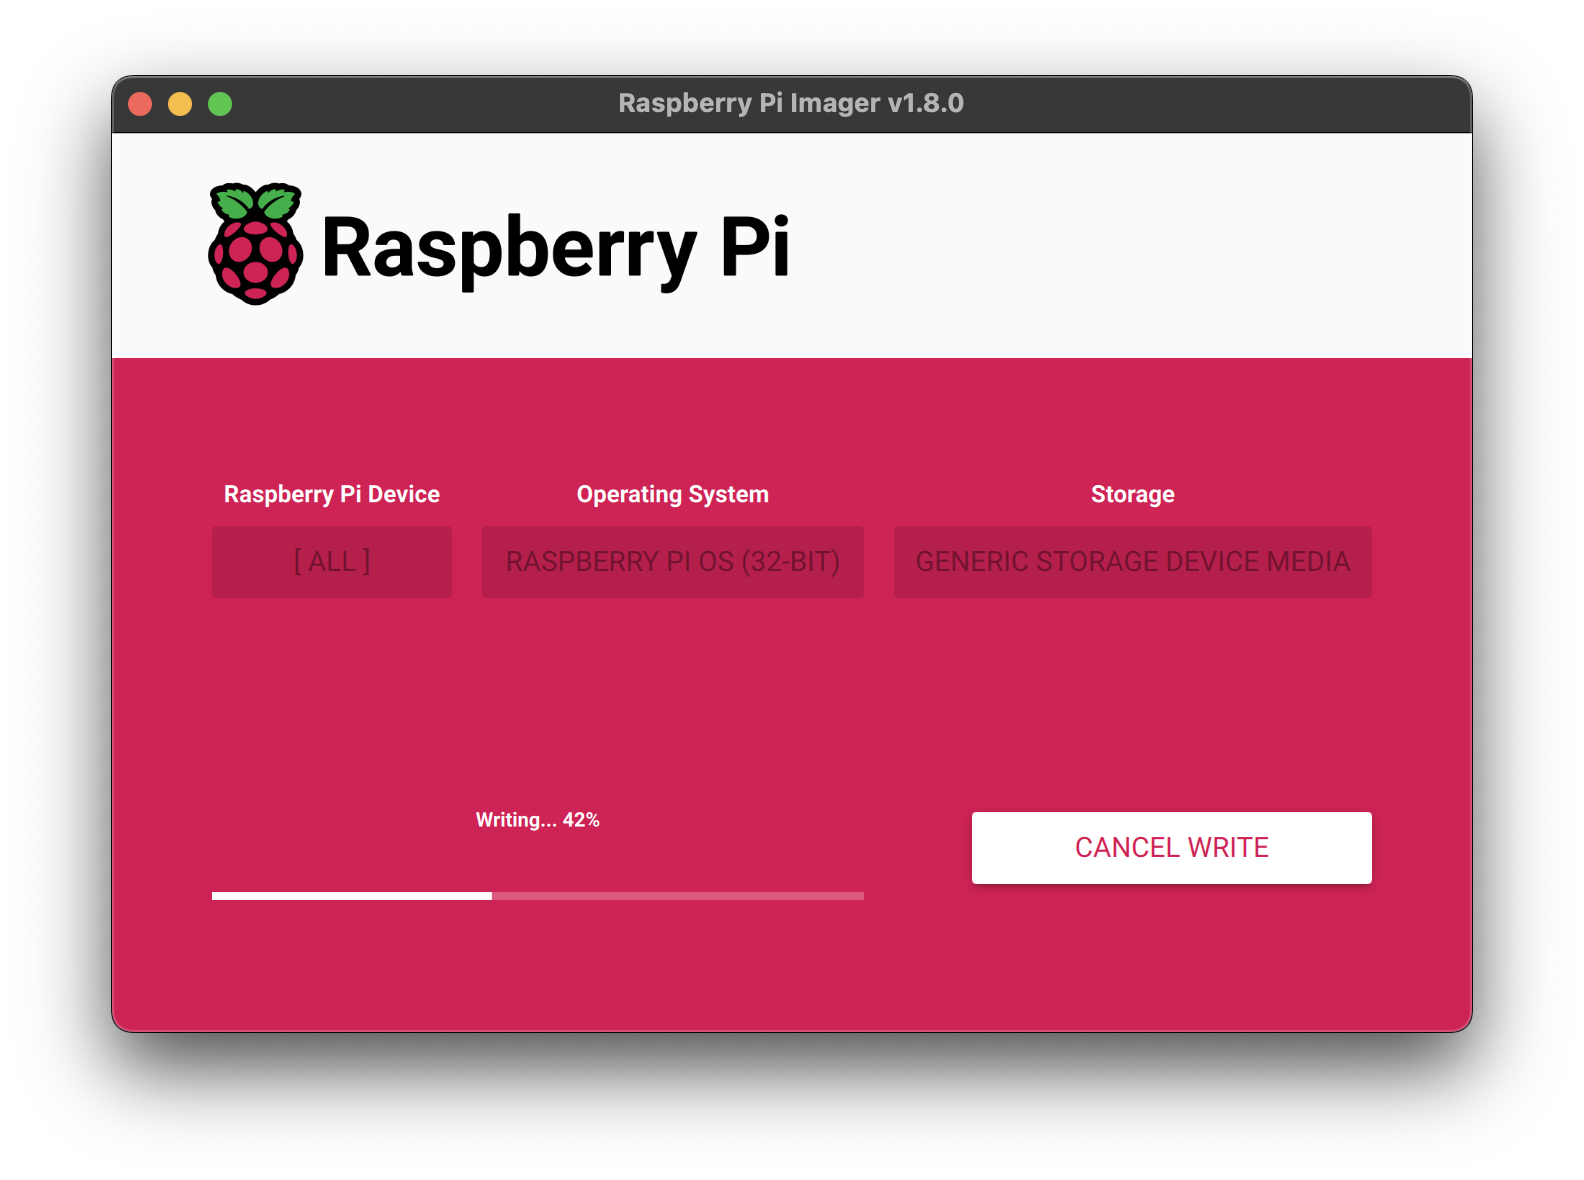 Raspberry Pi Imager v1.8.0
Raspberry Pi
Raspberry Pi Device
Operating System
Storage
[ ALL ]
RASPBERRY PI OS (32-BIT)
GENERIC STORAGE DEVICE MEDIA
Writing... 42%
CANCEL WRITE